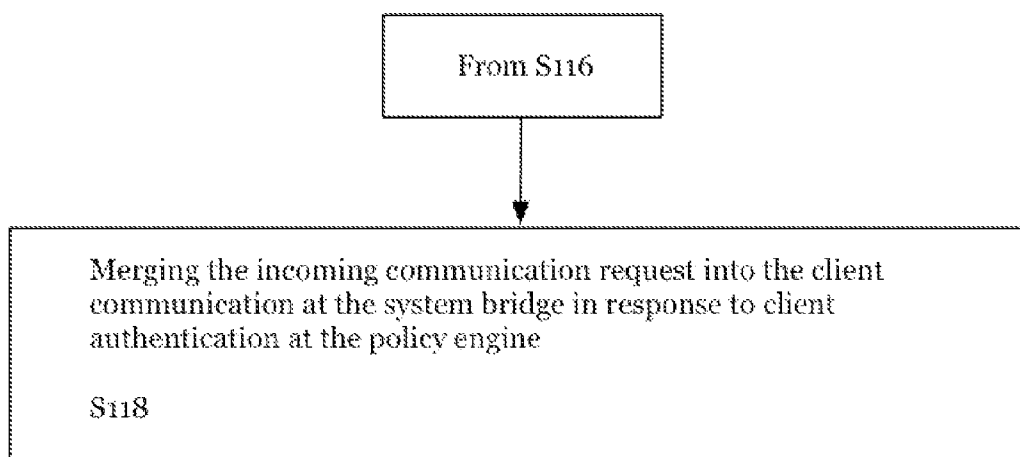 From S116
Merging the incoming communication request into the client
communication at the system bridge in response to client
authentication at the policy engine
S118